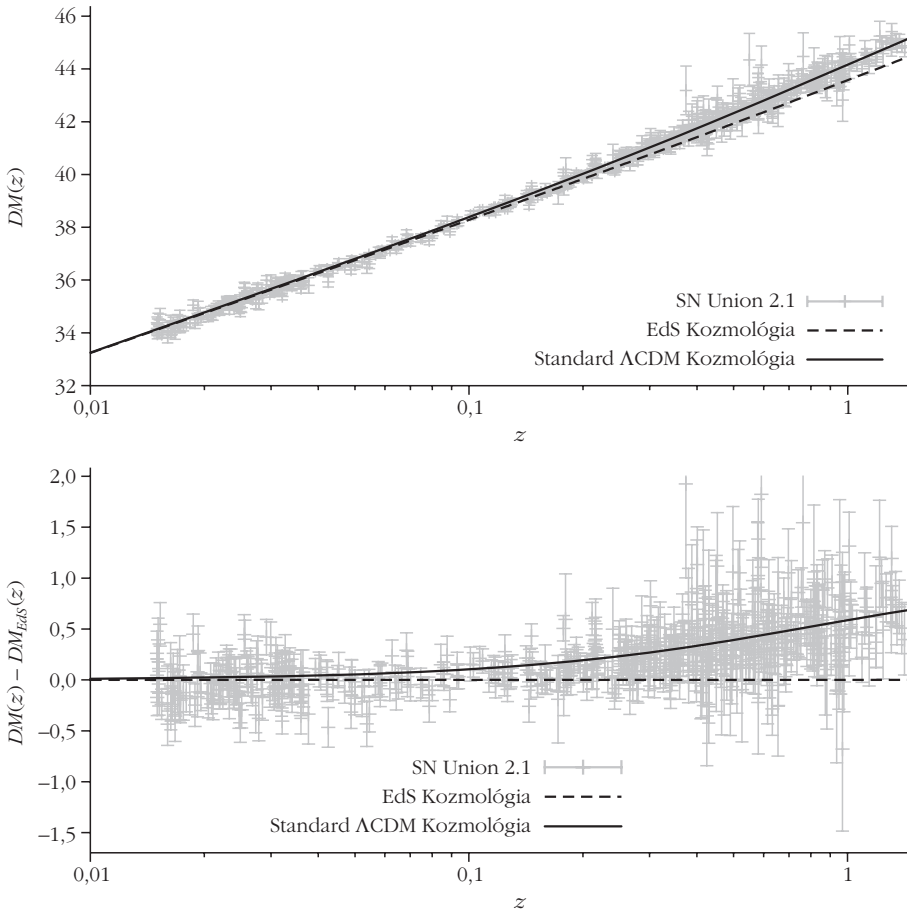 46
44
42
40
38
36
34
32
DM(z)
SN Union 2.1
EdS Kozmológia
Standard ΛCDM Kozmológia
0,01 0,1 1
z
2,0
1,5
1,0
0,5
0,0
−0,5
−1,0
−1,5
DM(z) – DM_EdS(z)
SN Union 2.1
EdS Kozmológia
Standard ΛCDM Kozmológia
0,01 0,1 1
z